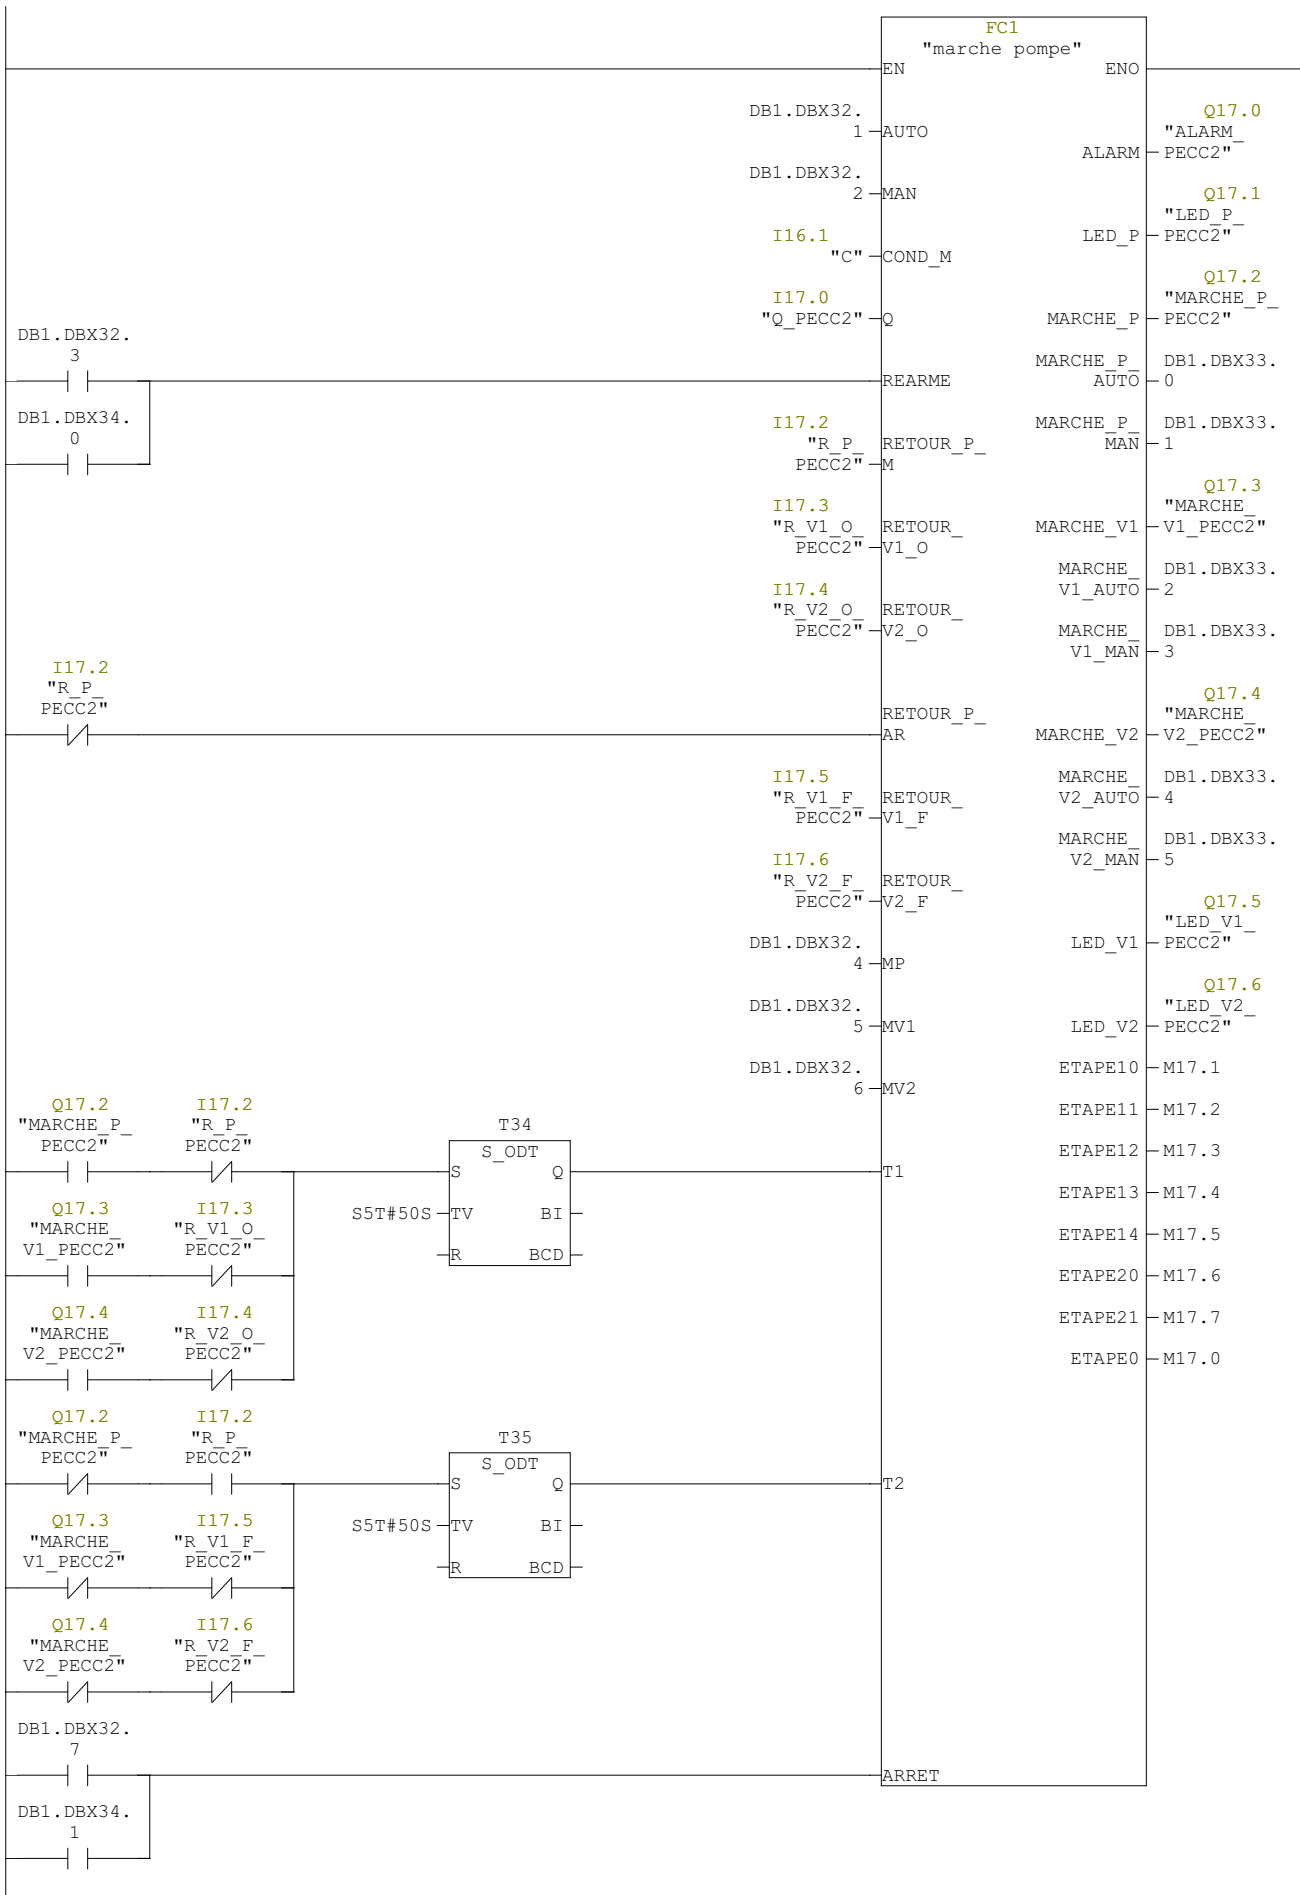 FC1
"marche pompe"
EN ENO
DB1.DBX32.
1 AUTO
Q17.0
"ALARM_
ALARM PECC2"
DB1.DBX32.
2 MAN
Q17.1
"LED_P_
LED_P PECC2"
I16.1
"C" COND_M
Q17.2
"MARCHE_P_
MARCHE_P PECC2"
I17.0
"Q_PECC2" Q
DB1.DBX32.
3
REARME
MARCHE_P_ DB1.DBX33.
AUTO 0
DB1.DBX34.
0
I17.2
"R_P_ RETOUR_P_
PECC2" M
MARCHE_P_ DB1.DBX33.
MAN 1
I17.3
"R_V1_O_ RETOUR_
PECC2" V1_O
Q17.3
"MARCHE_
MARCHE_V1 V1_PECC2"
I17.4
"R_V2_O_ RETOUR_
PECC2" V2_O
MARCHE_ DB1.DBX33.
V1_AUTO 2
MARCHE_ DB1.DBX33.
V1_MAN 3
I17.2
"R_P_
PECC2"
RETOUR_P_
AR
Q17.4
"MARCHE_
MARCHE_V2 V2_PECC2"
I17.5
"R_V1_F_ RETOUR_
PECC2" V1_F
MARCHE_ DB1.DBX33.
V2_AUTO 4
I17.6
"R_V2_F_ RETOUR_
PECC2" V2_F
MARCHE_ DB1.DBX33.
V2_MAN 5
DB1.DBX32.
4 MP
Q17.5
"LED_V1_
LED_V1 PECC2"
DB1.DBX32.
5 MV1
Q17.6
"LED_V2_
LED_V2 PECC2"
DB1.DBX32.
6 MV2
ETAPE10 M17.1
ETAPE11 M17.2
ETAPE12 M17.3
ETAPE13 M17.4
ETAPE14 M17.5
ETAPE20 M17.6
ETAPE21 M17.7
ETAPE0 M17.0
Q17.2 I17.2
"MARCHE_P_ "R_P_
PECC2" PECC2"
T34
S_ODT
S Q
T1
S5T#50S TV BI
R BCD
Q17.3 I17.3
"MARCHE_ "R_V1_O_
V1_PECC2" PECC2"
Q17.4 I17.4
"MARCHE_ "R_V2_O_
V2_PECC2" PECC2"
Q17.2 I17.2
"MARCHE_P_ "R_P_
PECC2" PECC2"
T35
S_ODT
S Q
T2
S5T#50S TV BI
R BCD
Q17.3 I17.5
"MARCHE_ "R_V1_F_
V1_PECC2" PECC2"
Q17.4 I17.6
"MARCHE_ "R_V2_F_
V2_PECC2" PECC2"
DB1.DBX32.
7
ARRET
DB1.DBX34.
1